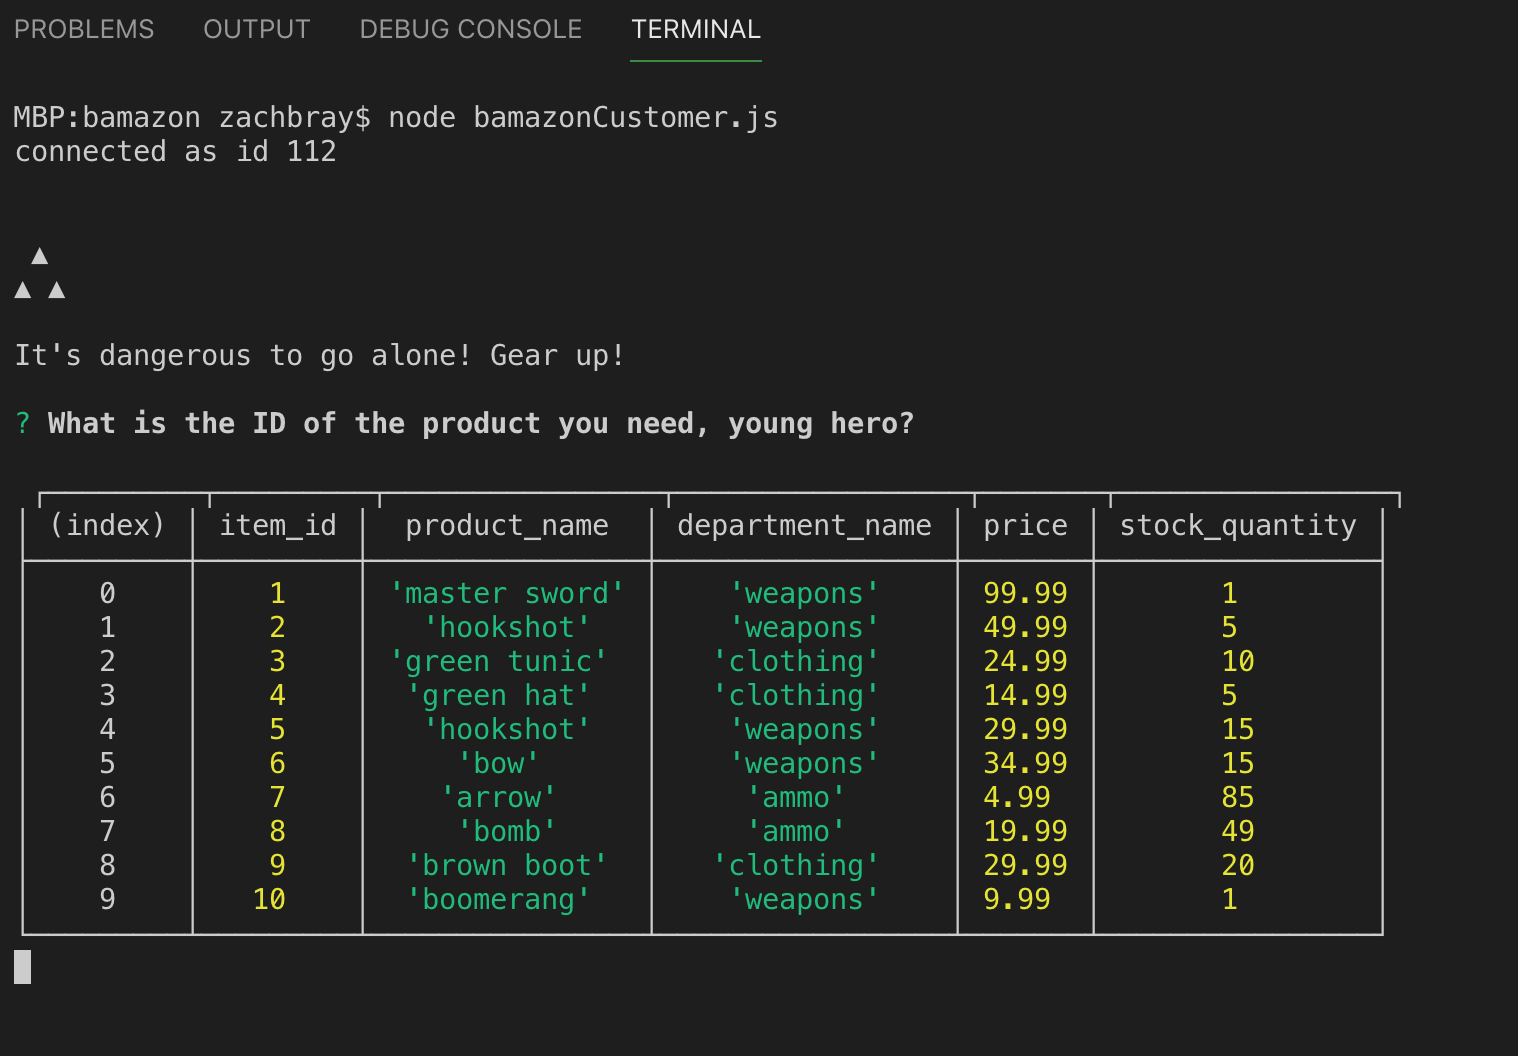 PROBLEMS OUTPUT DEBUG CONSOLE TERMINAL
MBP:bamazon zachbray$ node bamazonCustomer.js
connected as id 112
▲
▲ ▲
It's dangerous to go alone! Gear up!
? What is the ID of the product you need, young hero?
(index) item_id product_name department_name price stock_quantity
0 1 'master sword' 'weapons' 99.99 1
1 2 'hookshot' 'weapons' 49.99 5
2 3 'green tunic' 'clothing' 24.99 10
3 4 'green hat' 'clothing' 14.99 5
4 5 'hookshot' 'weapons' 29.99 15
5 6 'bow' 'weapons' 34.99 15
6 7 'arrow' 'ammo' 4.99 85
7 8 'bomb' 'ammo' 19.99 49
8 9 'brown boot' 'clothing' 29.99 20
9 10 'boomerang' 'weapons' 9.99 1